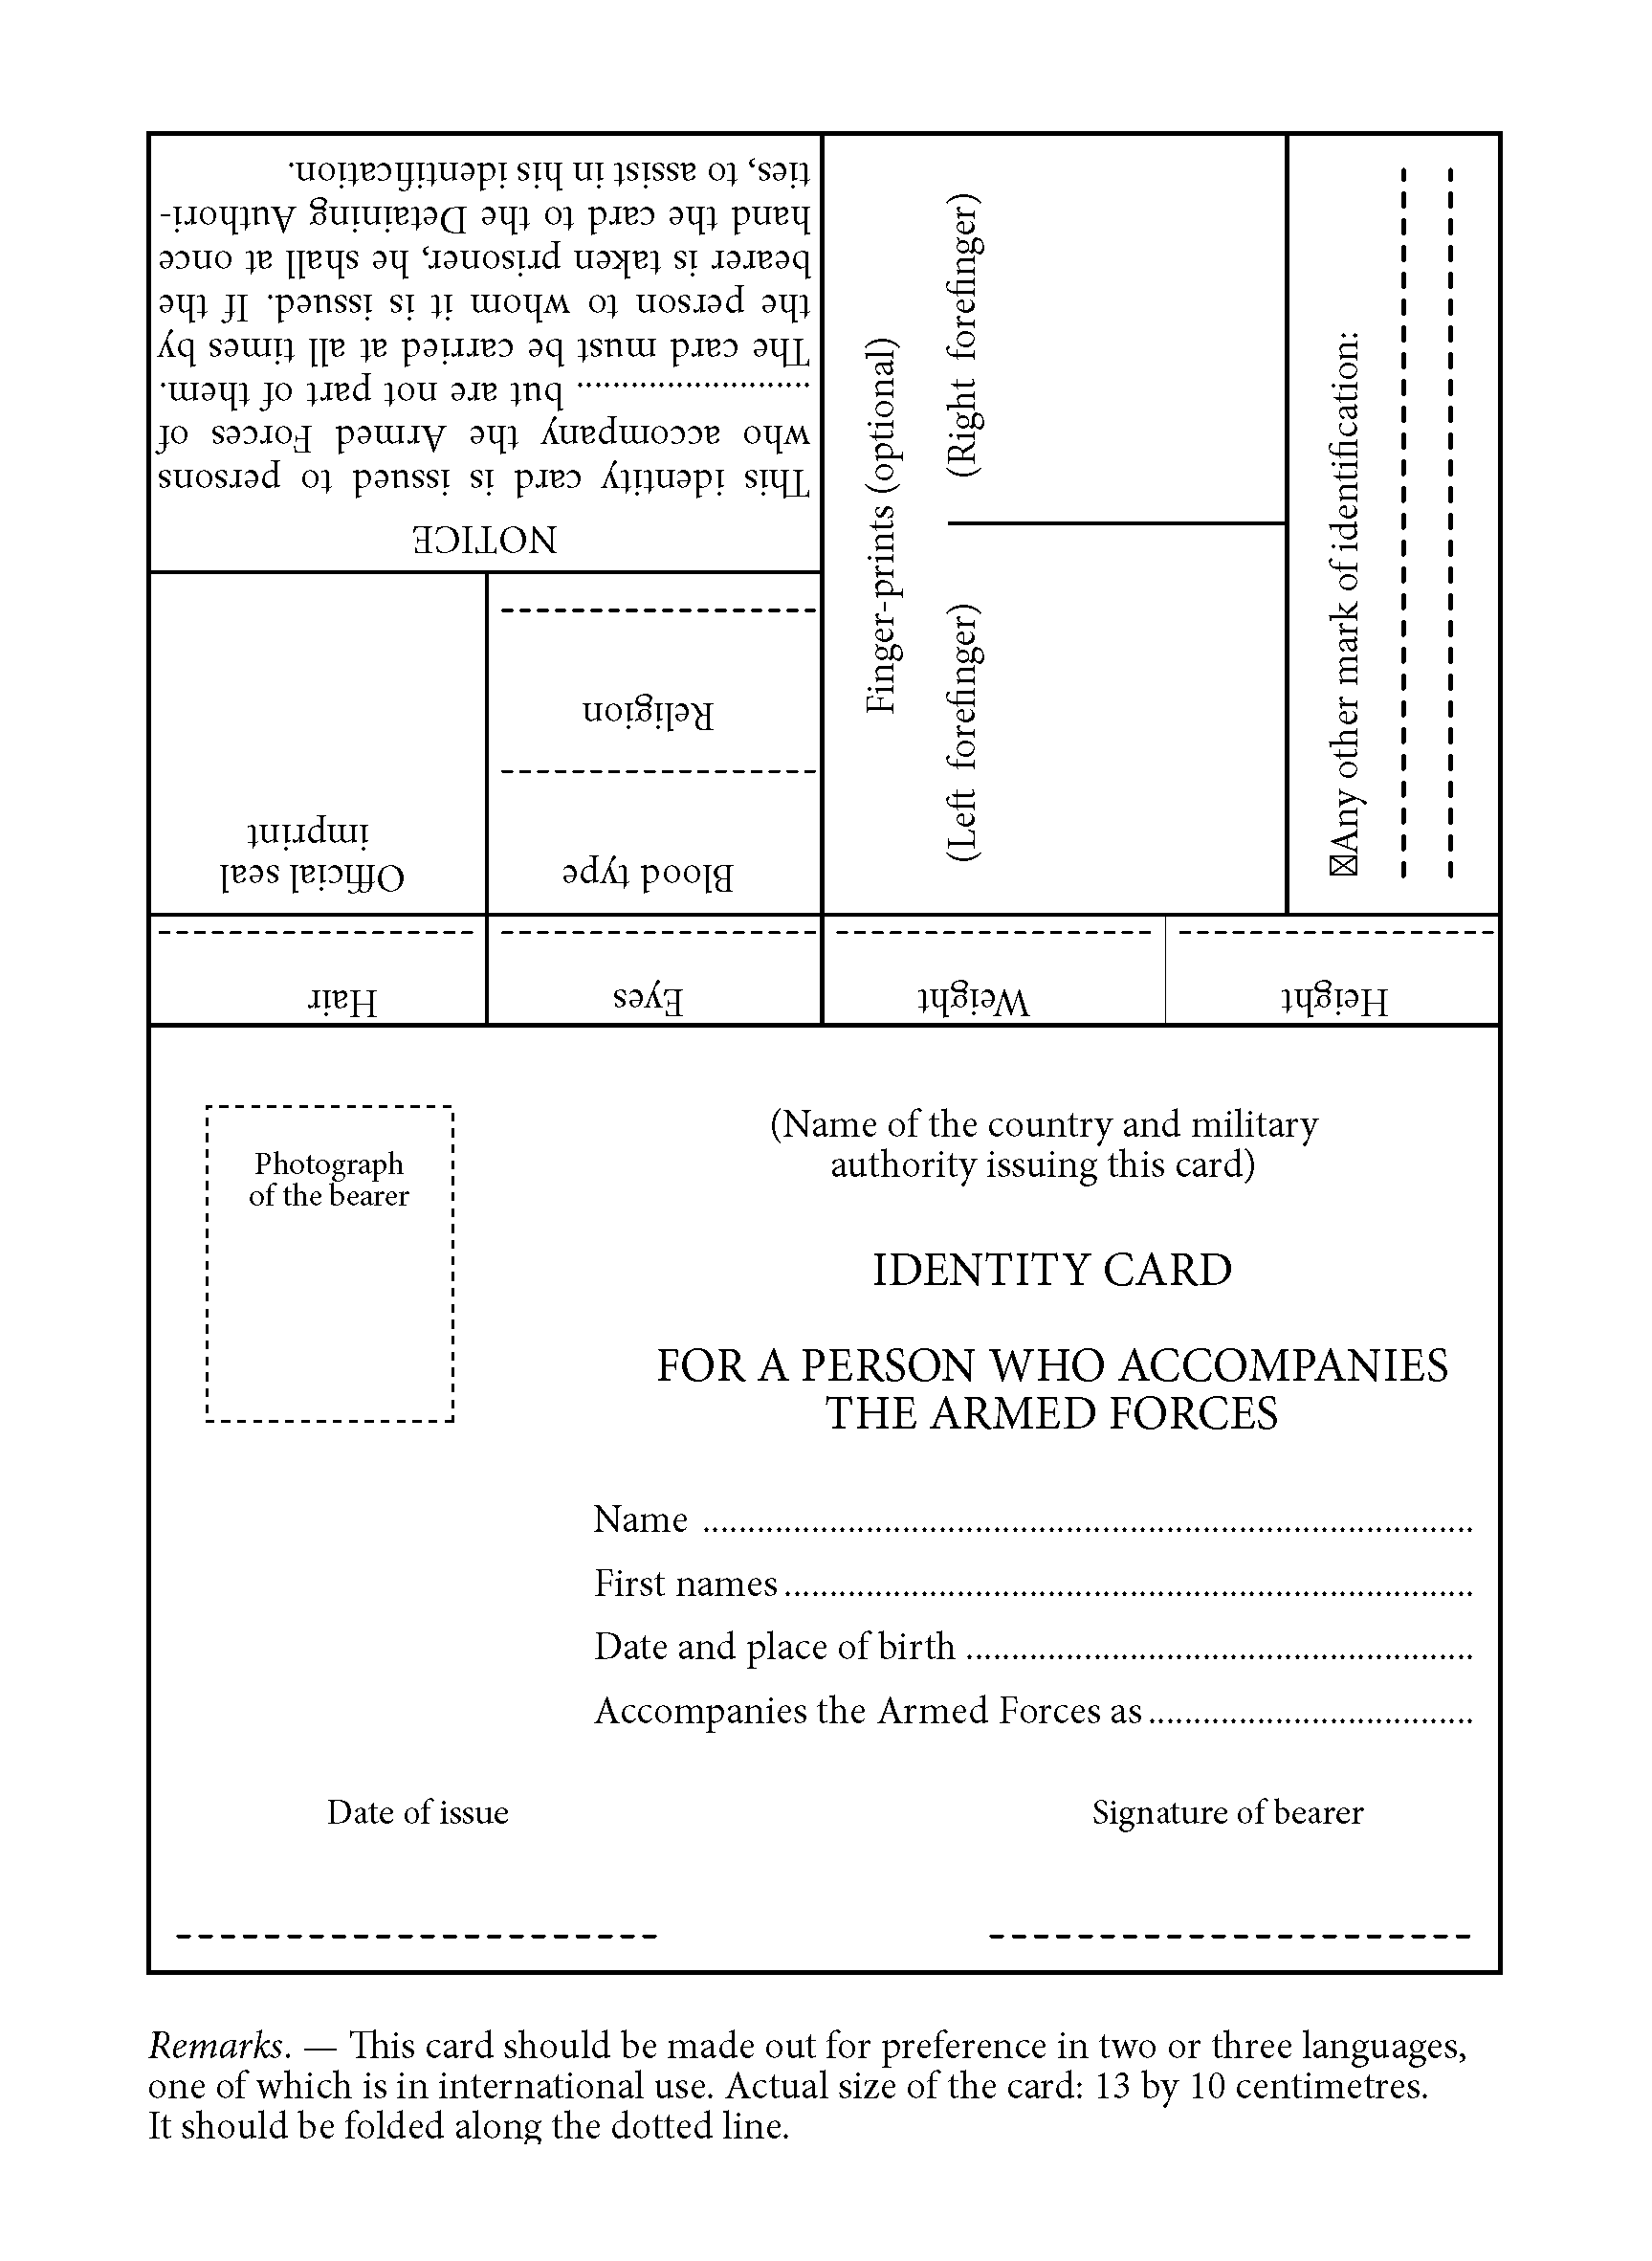 NOTICE
This identity card is issued to persons
who accompany the Armed Forces of
.......................... but are not part of them.
The card must be carried at all times by
the person to whom it is issued. If the
bearer is taken prisoner, he shall at once
hand the card to the Detaining Authori-
ties, to assist in his identification.
Finger-prints (optional)
(Left forefinger)
(Right forefinger)
Any other mark of identification:
Official seal
imprint
Blood type
Religion
Height
Weight
Eyes
Hair
Photograph
of the bearer
(Name of the country and military
authority issuing this card)
IDENTITY CARD
FOR A PERSON WHO ACCOMPANIES
THE ARMED FORCES
Name ......................................................................................
First names.............................................................................
Date and place of birth .........................................................
Accompanies the Armed Forces as....................................
Date of issue
Signature of bearer
Remarks. — This card should be made out for preference in two or three languages,
one of which is in international use. Actual size of the card: 13 by 10 centimetres.
It should be folded along the dotted line.